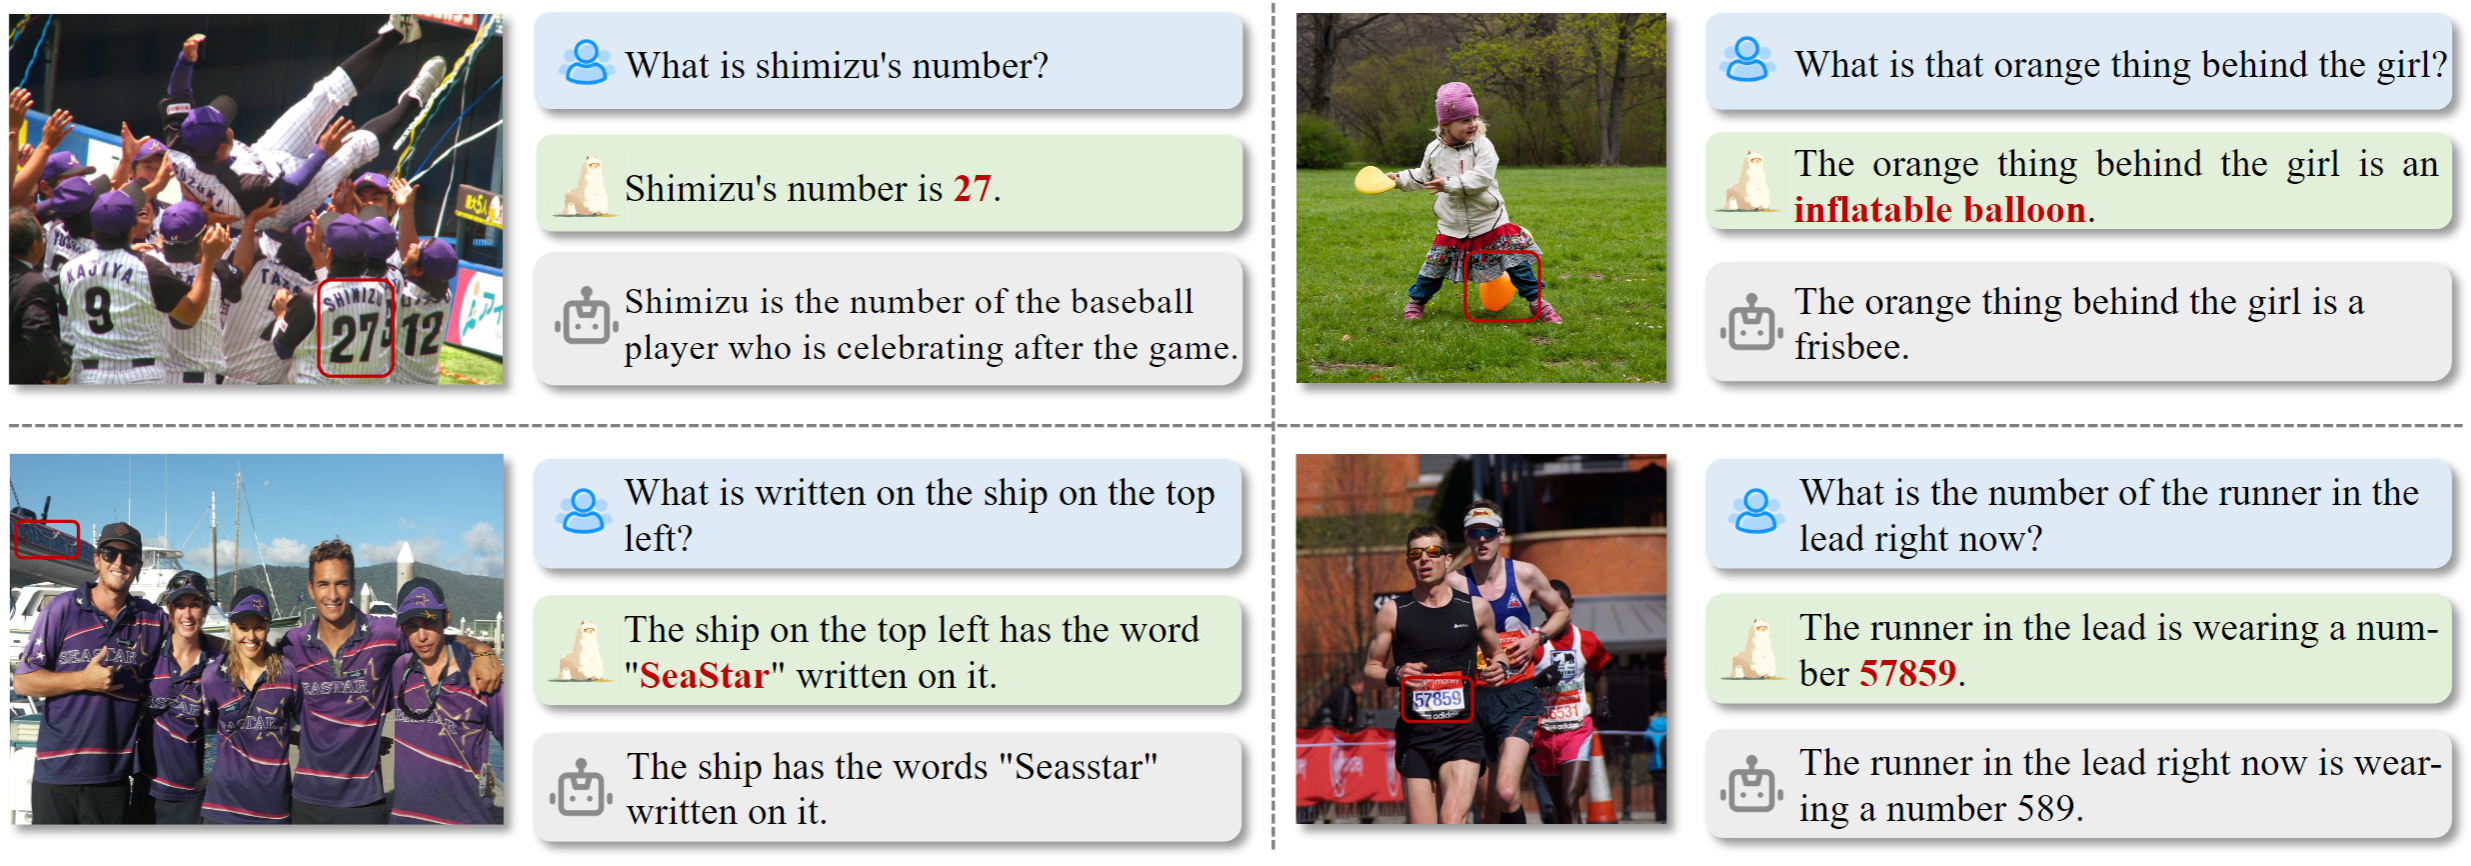 What is shimizu's number?
Shimizu's number is 27.
Shimizu is the number of the baseball
player who is celebrating after the game.
KAJIYA
9
SHIMIZU
27
12
What is that orange thing behind the girl?
The orange thing behind the girl is an
inflatable balloon.
The orange thing behind the girl is a
frisbee.
What is written on the ship on the top
left?
The ship on the top left has the word
"SeaStar" written on it.
The ship has the words "Seasstar"
written on it.
SEASTAR
What is the number of the runner in the
lead right now?
The runner in the lead is wearing a num-
ber 57859.
The runner in the lead right now is wear-
ing a number 589.
money
57859
adidas